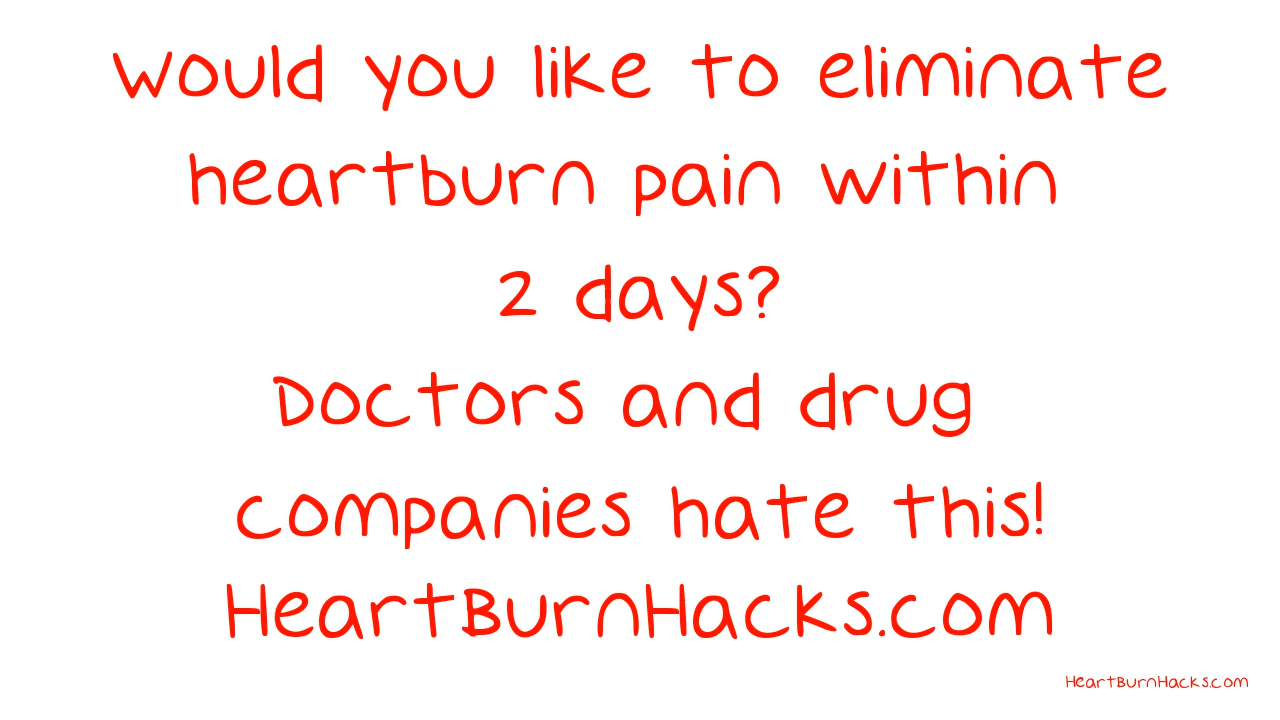 Would you like to eliminate
heartburn pain within
2 days?
Doctors and drug
companies hate this!
HeartBurnHacks.com
HeartBurnHacks.com